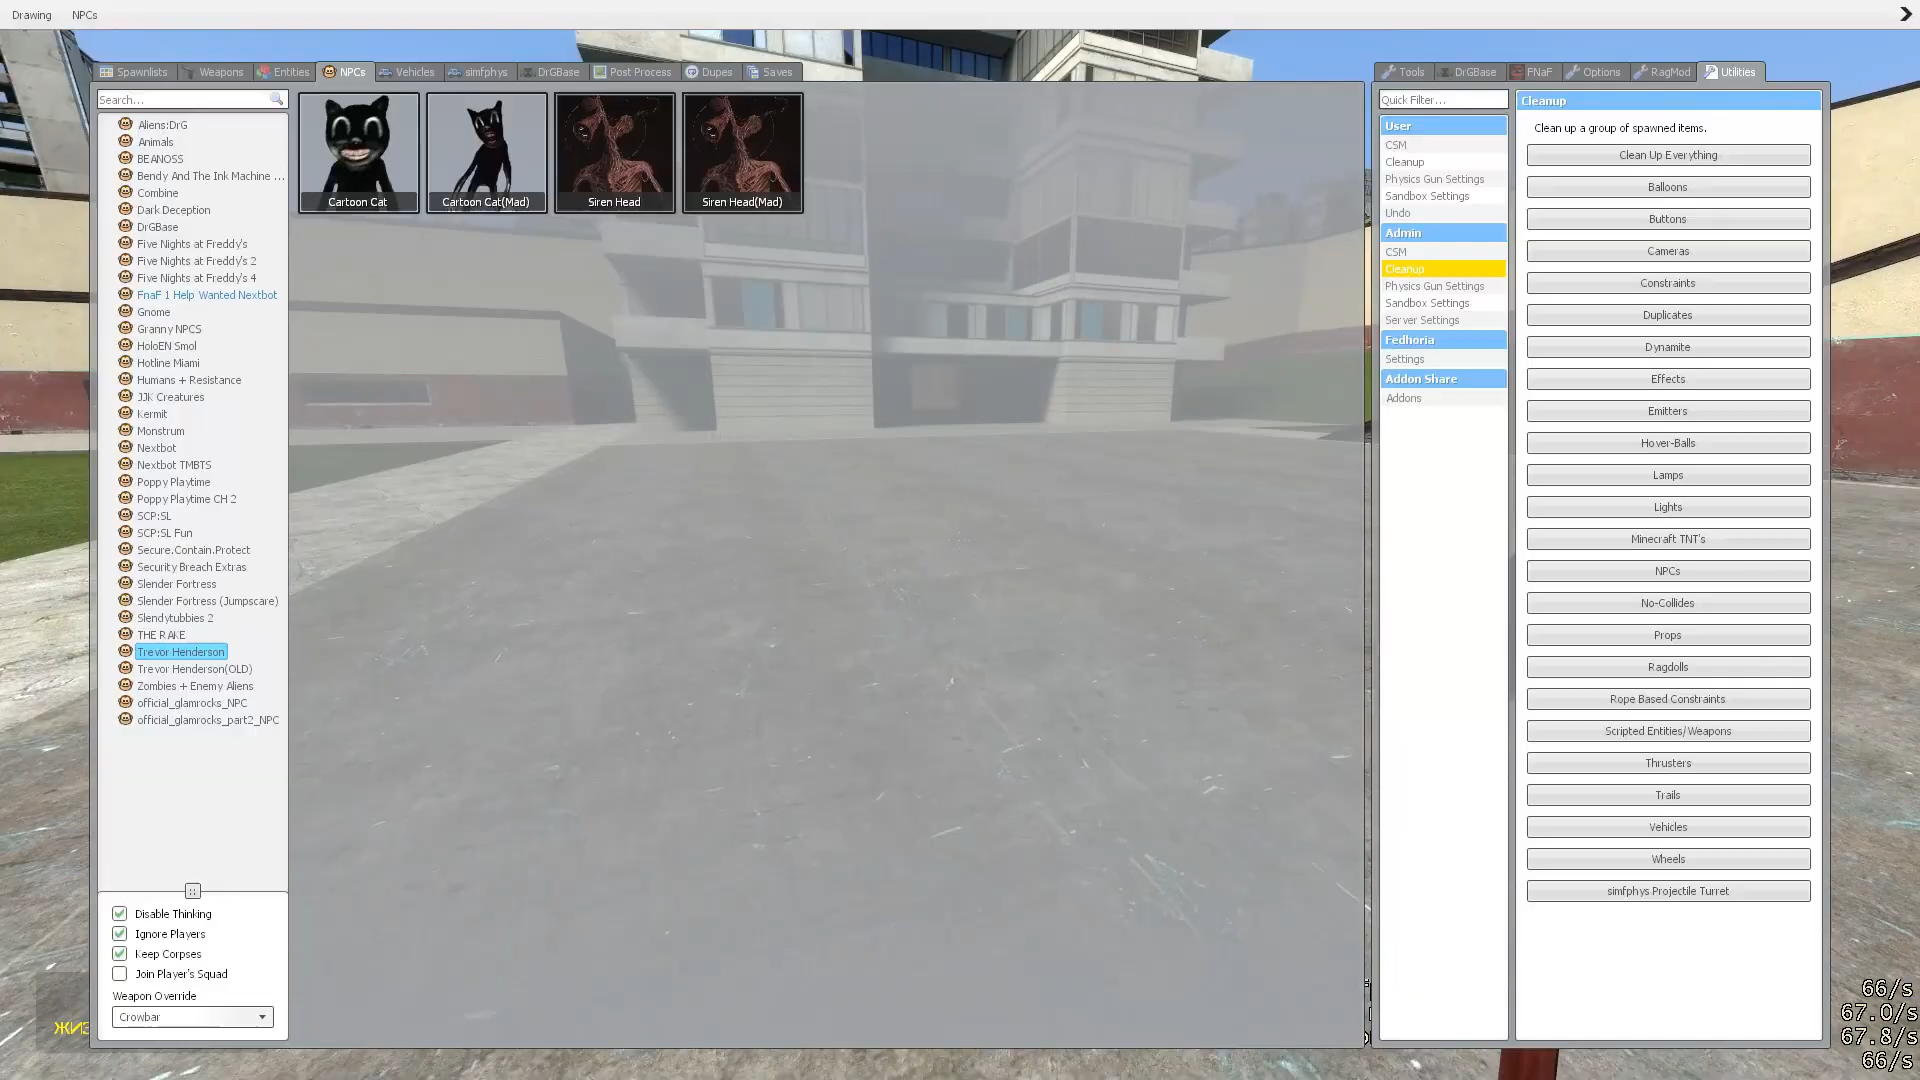 Drawing
NPCs
Spawnlists
Weapons
Entities
NPCs
Vehicles
simfphys
DrGBase
Post Process
Dupes
Saves
Search...
Aliens:DrG
Animals
BEANOSS
Bendy And The Ink Machine ...
Combine
Dark Deception
DrGBase
Five Nights at Freddy's
Five Nights at Freddy's 2
Five Nights at Freddy's 4
FnaF 1 Help Wanted Nextbot
Gnome
Granny NPCS
HoloEN Smol
Hotline Miami
Humans + Resistance
JJK Creatures
Kermit
Monstrum
Nextbot
Nextbot TMBTS
Poppy Playtime
Poppy Playtime CH 2
SCP:SL
SCP:SL Fun
Secure.Contain.Protect
Security Breach Extras
Slender Fortress
Slender Fortress (Jumpscare)
Slendytubbies 2
THE RAKE
Trevor Henderson
Trevor Henderson(OLD)
Zombies + Enemy Aliens
official_glamrocks_NPC
official_glamrocks_part2_NPC
Disable Thinking
Ignore Players
Keep Corpses
Join Player's Squad
Weapon Override
Crowbar
Cartoon Cat
Cartoon Cat(Mad)
Siren Head
Siren Head(Mad)
Tools
DrGBase
FNaF
Options
RagMod
Utilities
Quick Filter...
User
CSM
Cleanup
Physics Gun Settings
Sandbox Settings
Undo
Admin
CSM
Cleanup
Physics Gun Settings
Sandbox Settings
Server Settings
Fedhoria
Settings
Addon Share
Addons
Cleanup
Clean up a group of spawned items.
Clean Up Everything
Balloons
Buttons
Cameras
Constraints
Duplicates
Dynamite
Effects
Emitters
Hover-Balls
Lamps
Lights
Minecraft TNT's
NPCs
No-Collides
Props
Ragdolls
Rope Based Constraints
Scripted Entities/Weapons
Thrusters
Trails
Vehicles
Wheels
simfphys Projectile Turret
66/s
67.0/s
67.8/s
66/s